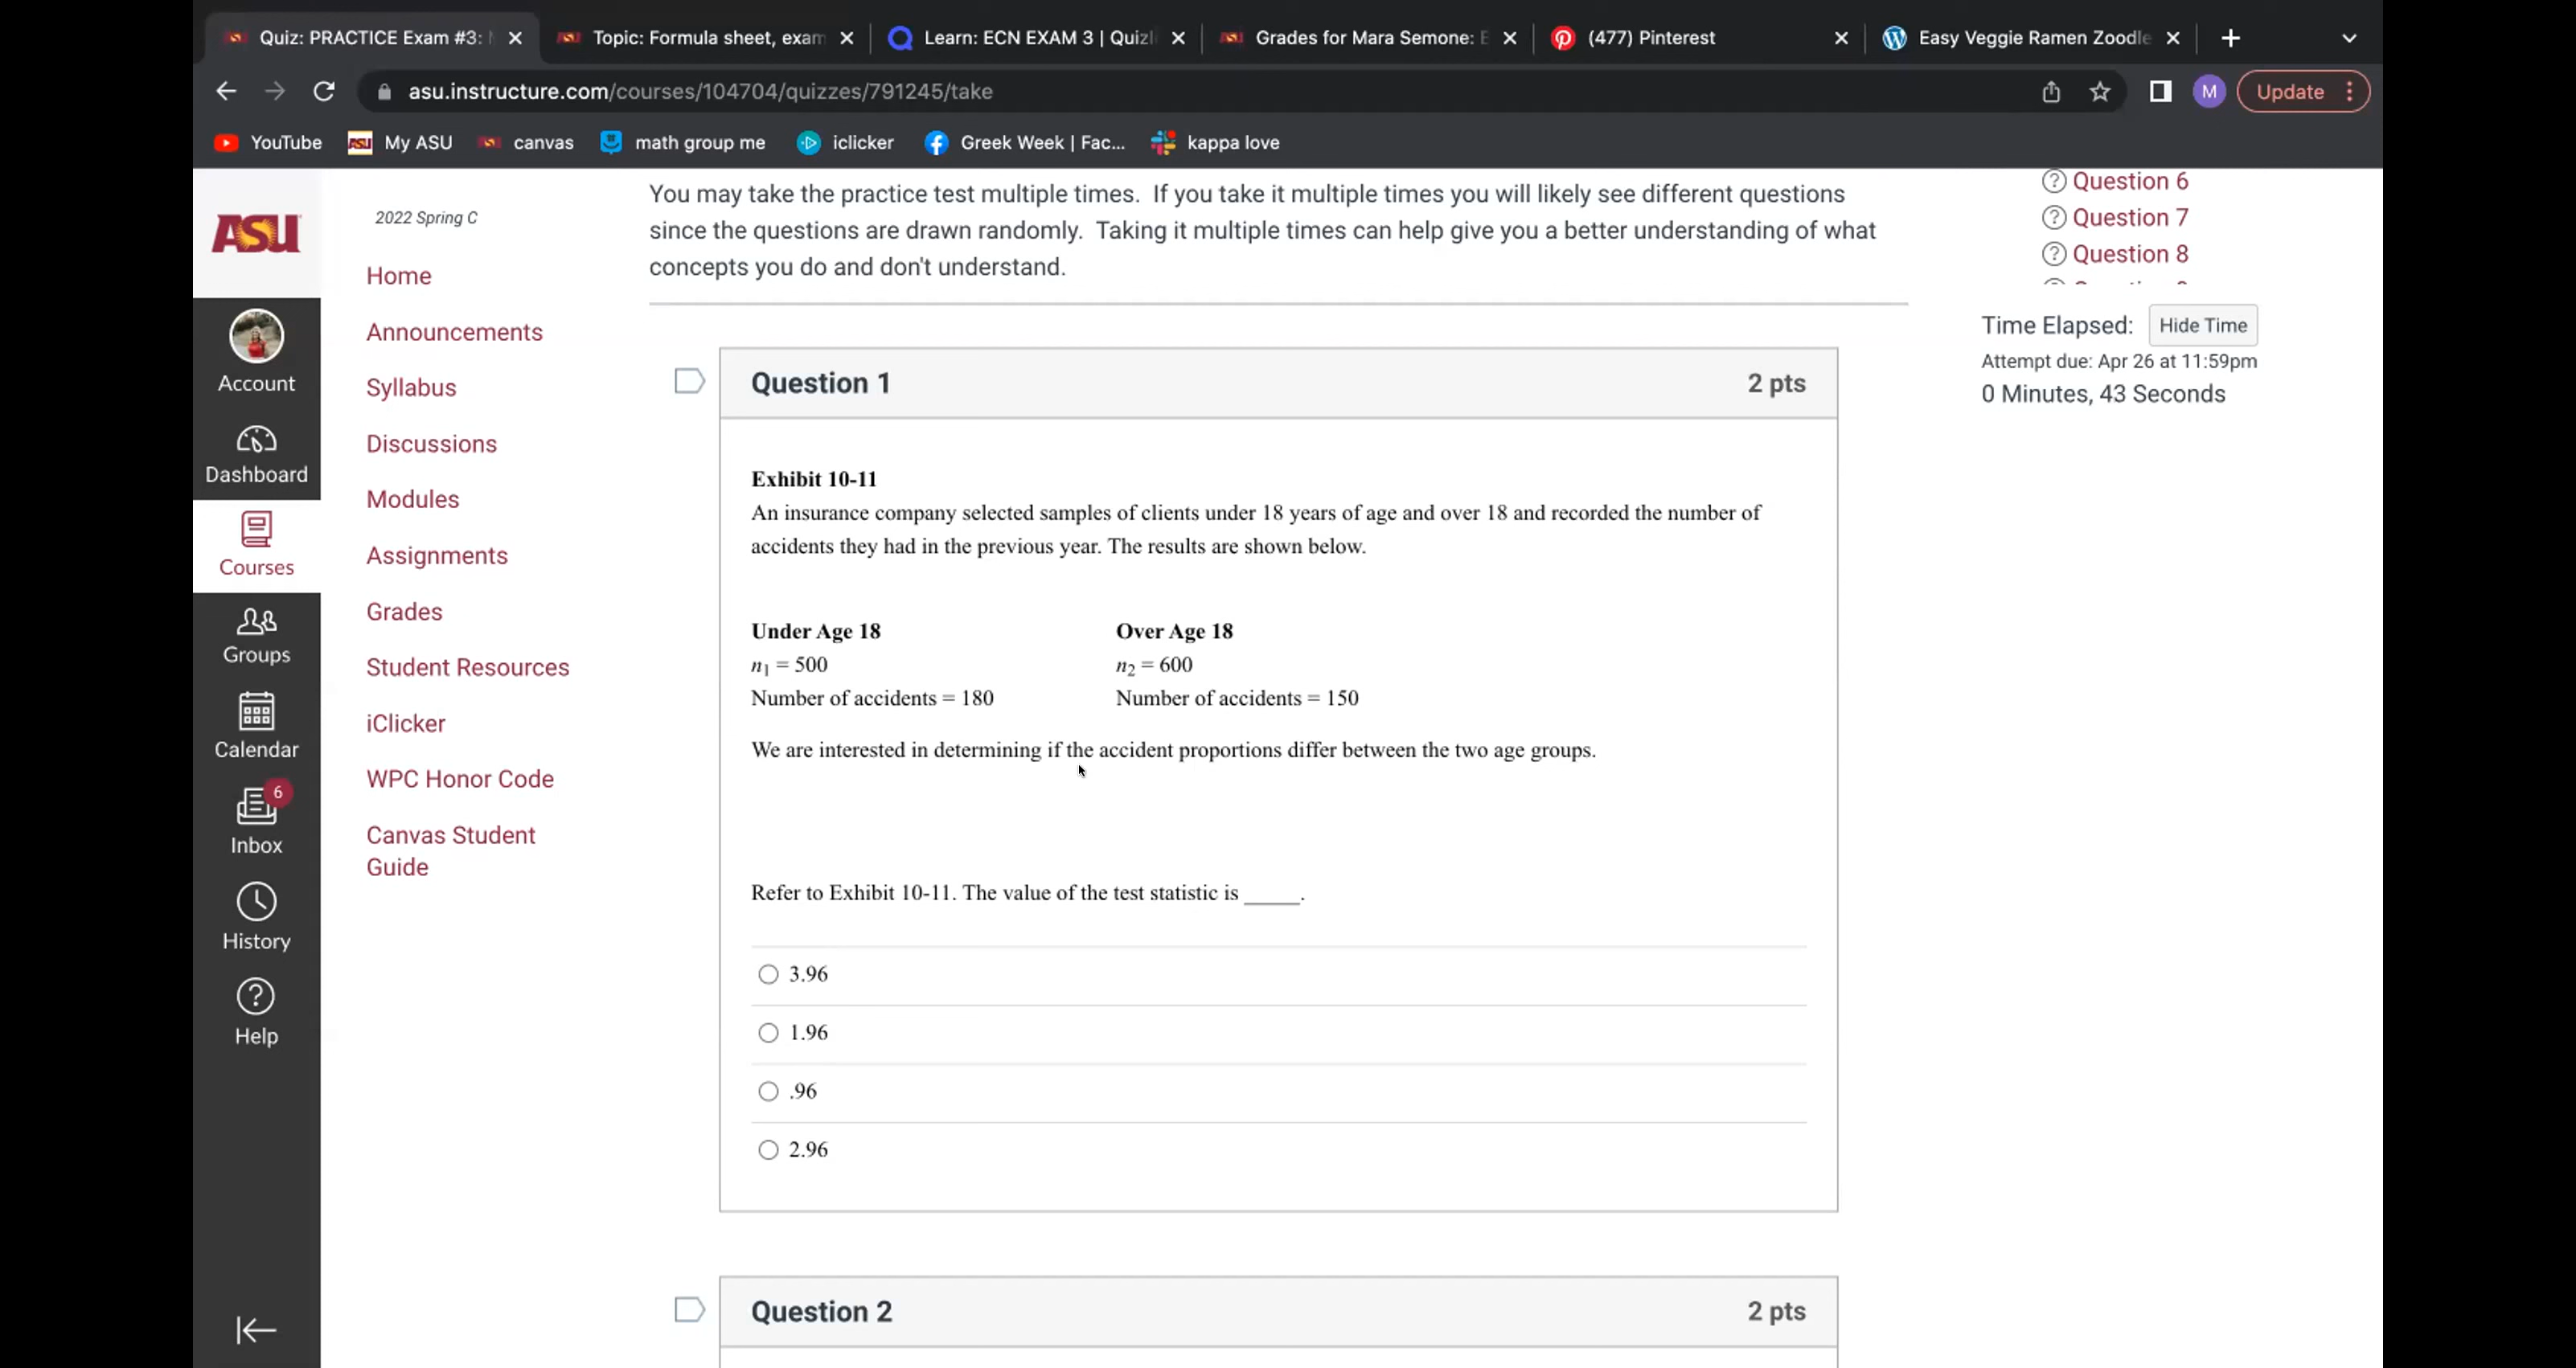 Quiz: PRACTICE Exam #3:
Topic: Formula sheet, exam
Learn: ECN EXAM 3 | Quizl
Grades for Mara Semone: E
(477) Pinterest
Easy Veggie Ramen Zoodle
asu.instructure.com/courses/104704/quizzes/791245/take
M
Update
YouTube
My ASU
canvas
math group me
iclicker
Greek Week | Fac...
kappa love
ASU
Account
Dashboard
Courses
Groups
Calendar
6
Inbox
History
Help
2022 Spring C
Home
Announcements
Syllabus
Discussions
Modules
Assignments
Grades
Student Resources
iClicker
WPC Honor Code
Canvas Student
Guide
You may take the practice test multiple times. If you take it multiple times you will likely see different questions
since the questions are drawn randomly. Taking it multiple times can help give you a better understanding of what
concepts you do and don't understand.
Question 1 2 pts
Exhibit 10-11
An insurance company selected samples of clients under 18 years of age and over 18 and recorded the number of
accidents they had in the previous year. The results are shown below.
Under Age 18 Over Age 18
n₁ = 500 n₂ = 600
Number of accidents = 180 Number of accidents = 150
We are interested in determining if the accident proportions differ between the two age groups.
Refer to Exhibit 10-11. The value of the test statistic is _____.
3.96
1.96
.96
2.96
Question 2 2 pts
Question 6
Question 7
Question 8
Time Elapsed: Hide Time
Attempt due: Apr 26 at 11:59pm
0 Minutes, 43 Seconds